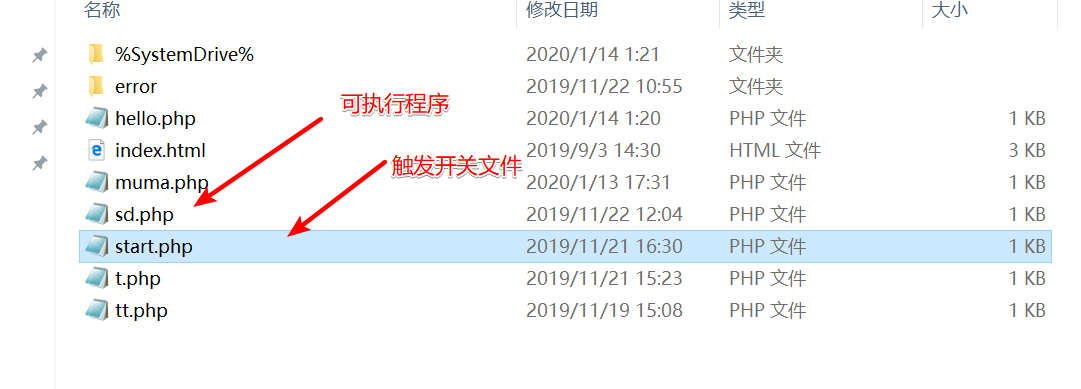 名称 修改日期 类型 大小
%SystemDrive% 2020/1/14 1:21 文件夹
error 2019/11/22 10:55 文件夹
可执行程序
hello.php 2020/1/14 1:20 PHP 文件 1 KB
index.html 2019/9/3 14:30 HTML 文件 3 KB
触发开关文件
muma.php 2020/1/13 17:31 PHP 文件 1 KB
sd.php 2019/11/22 12:04 PHP 文件 1 KB
start.php 2019/11/21 16:30 PHP 文件 1 KB
t.php 2019/11/21 15:23 PHP 文件 1 KB
tt.php 2019/11/19 15:08 PHP 文件 1 KB